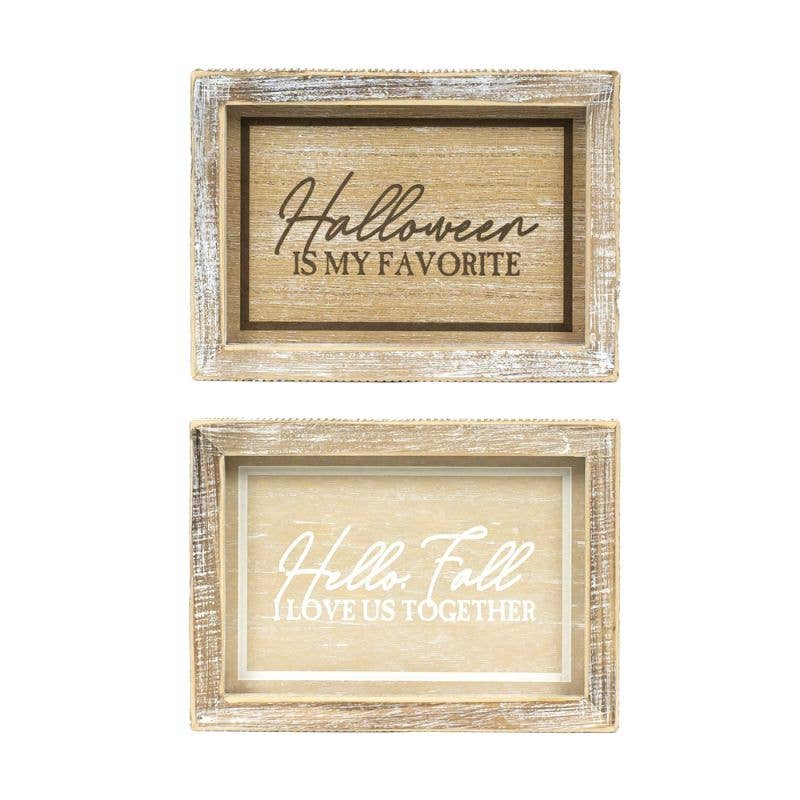 Halloween
IS MY FAVORITE
Hello, Fall
I LOVE US TOGETHER